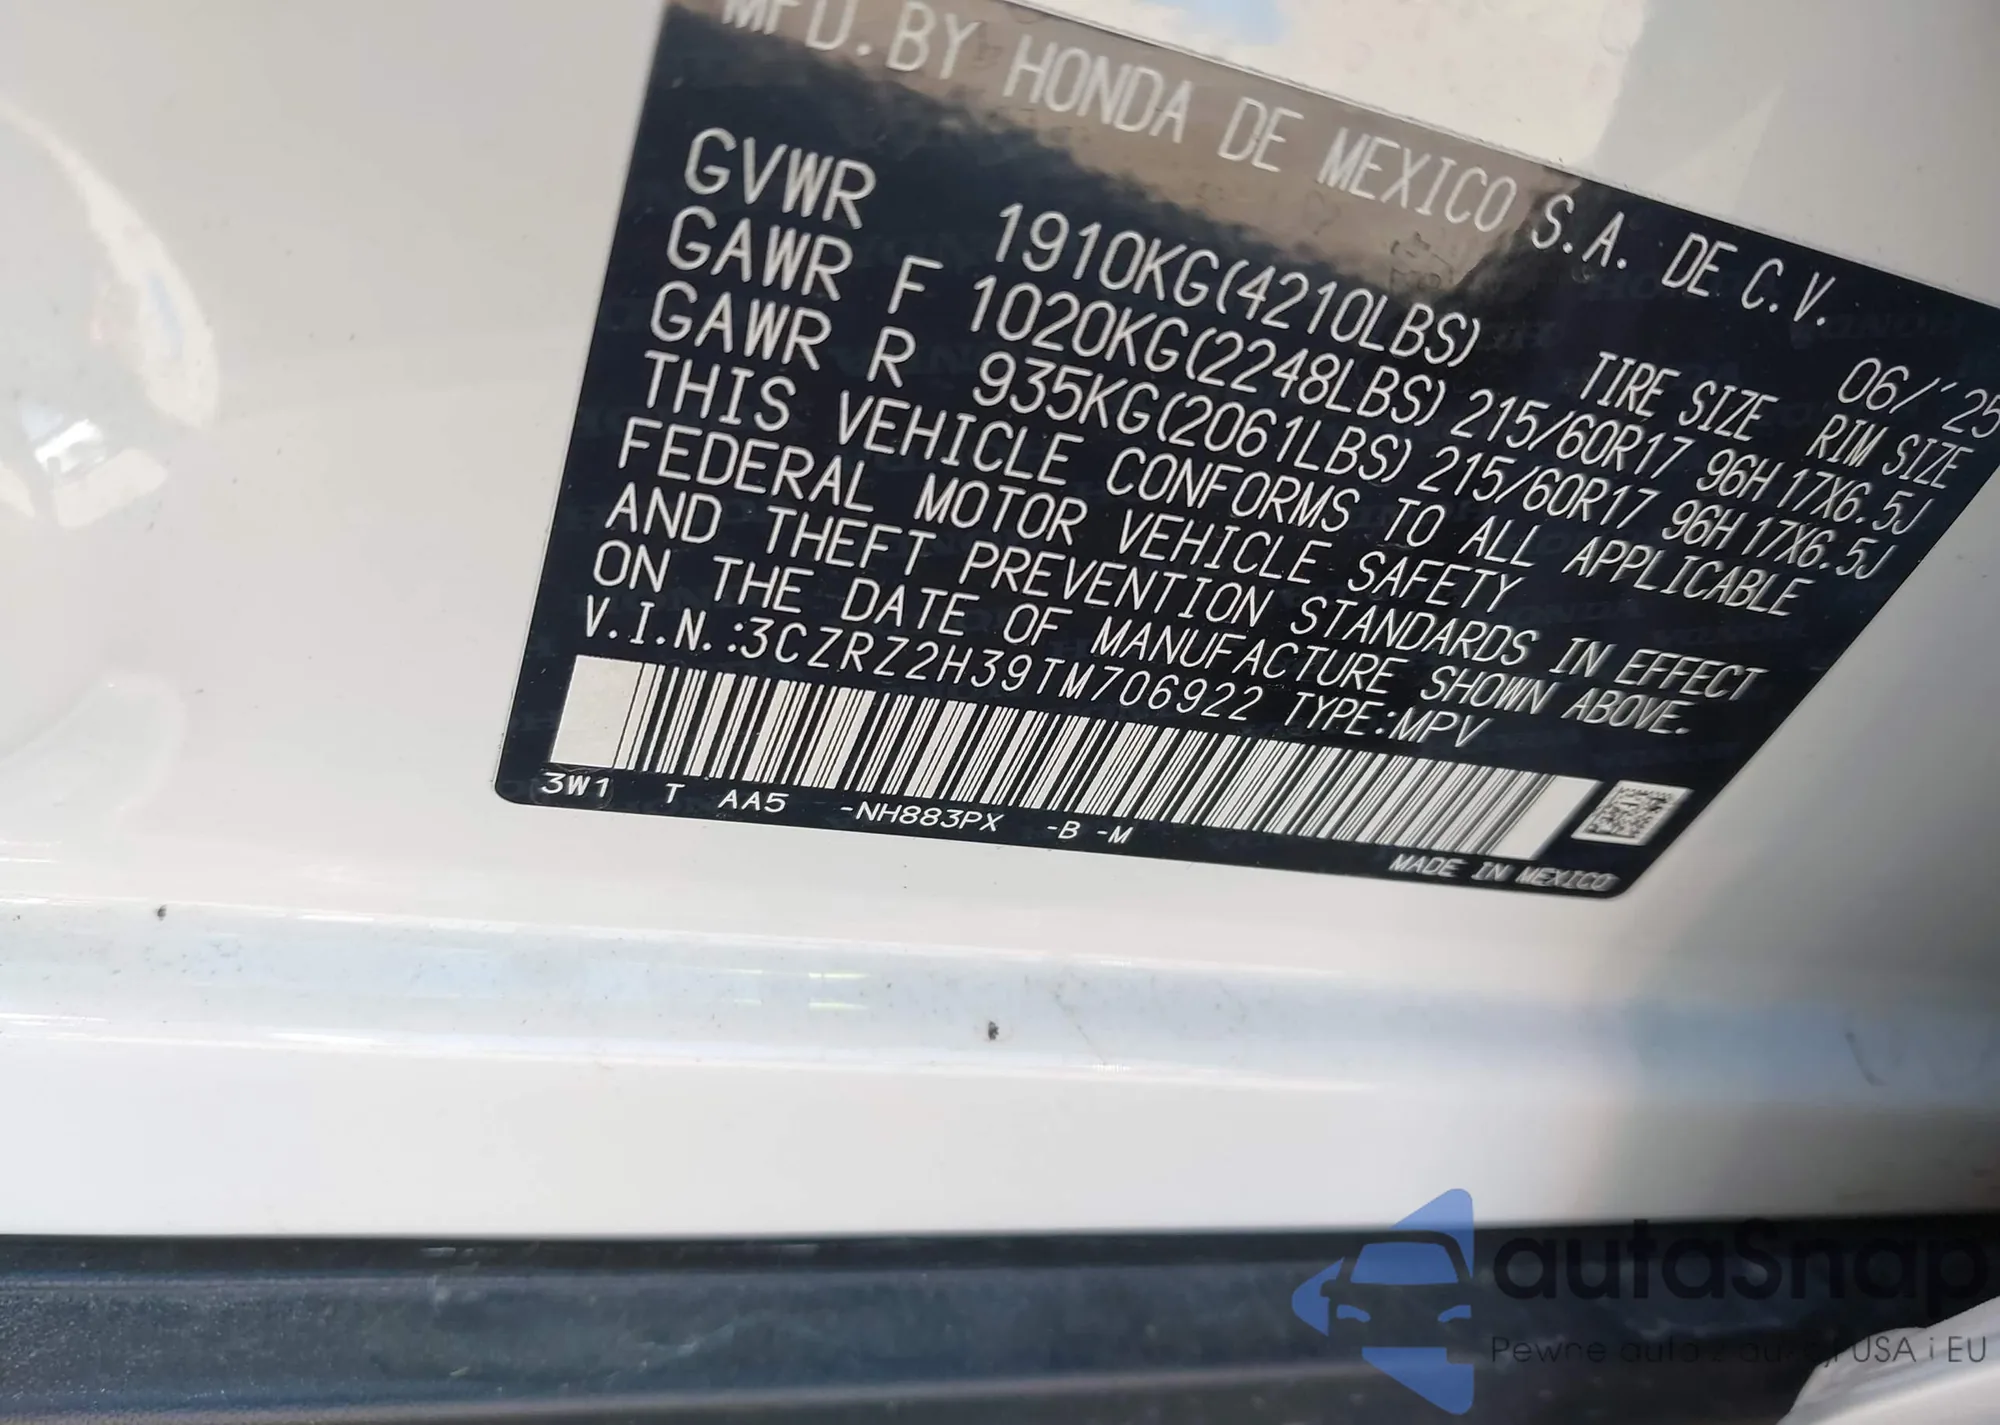 MFD. BY HONDA DE MEXICO S.A. DE C.V.
06/'25
GVWR 1910KG(4210LBS) TIRE SIZE RIM SIZE
GAWR F 1020KG(2248LBS) 215/60R17 96H 17X6.5J
GAWR R 935KG(2061LBS) 215/60R17 96H 17X6.5J
THIS VEHICLE CONFORMS TO ALL APPLICABLE
FEDERAL MOTOR VEHICLE SAFETY
AND THEFT PREVENTION STANDARDS IN EFFECT
ON THE DATE OF MANUFACTURE SHOWN ABOVE.
V.I.N.:3CZRZ2H39TM706922 TYPE:MPV
3W1 T AA5 -NH883PX -B -M
MADE IN MEXICO
autaSnap
Pewne auto z aukcji USA i EU